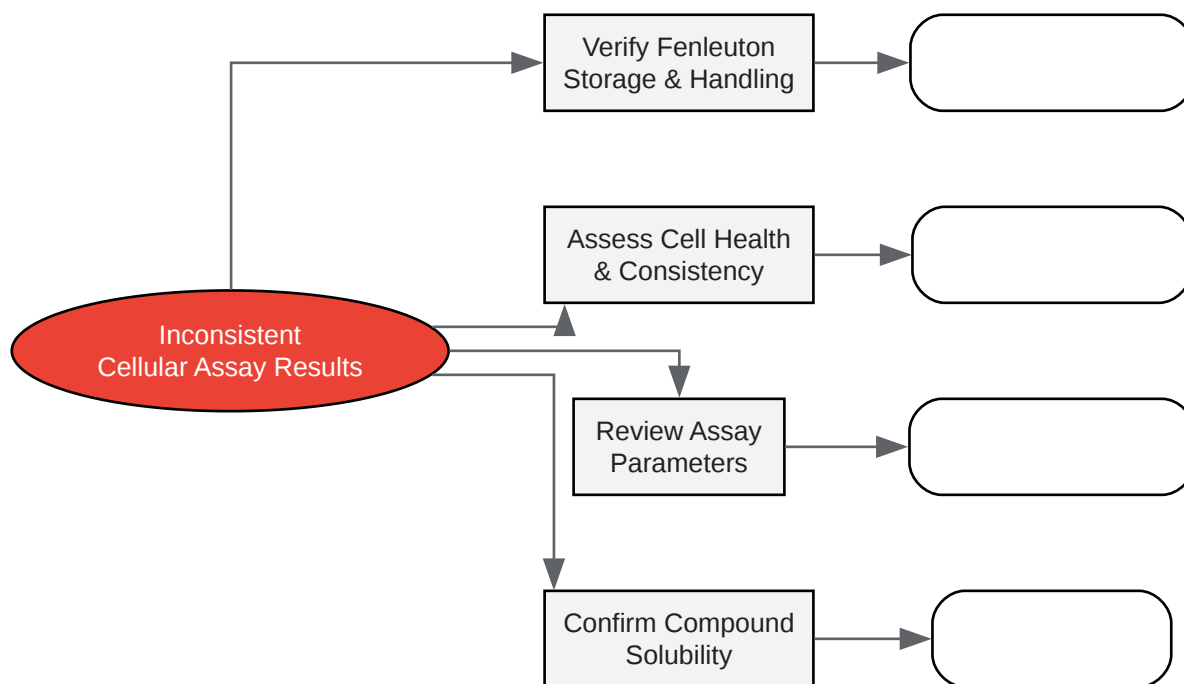 Verify Fenleuton
Storage & Handling
Assess Cell Health
& Consistency
Inconsistent
Cellular Assay Results
Review Assay
Parameters
Confirm Compound
Solubility